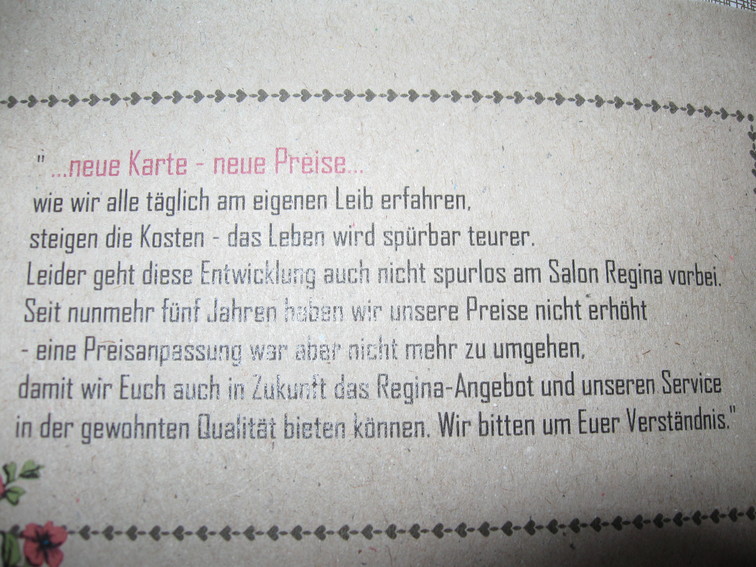 " ...neue Karte - neue Preise...
wie wir alle täglich am eigenen Leib erfahren,
steigen die Kosten - das Leben wird spürbar teurer.
Leider geht diese Entwicklung auch nicht spurlos am Salon Regina vorbei.
Seit nunmehr fünf Jahren haben wir unsere Preise nicht erhöht
- eine Preisanpassung war aber nicht mehr zu umgehen,
damit wir Euch auch in Zukunft das Regina-Angebot und unseren Service
in der gewohnten Qualität bieten können. Wir bitten um Euer Verständnis."